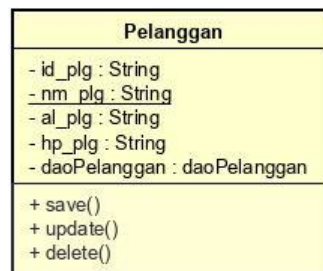 Pelanggan
- id_plg : String
- nm_plg : String
- al_plg : String
- hp_plg : String
- daoPelanggan : daoPelanggan
+ save()
+ update()
+ delete()